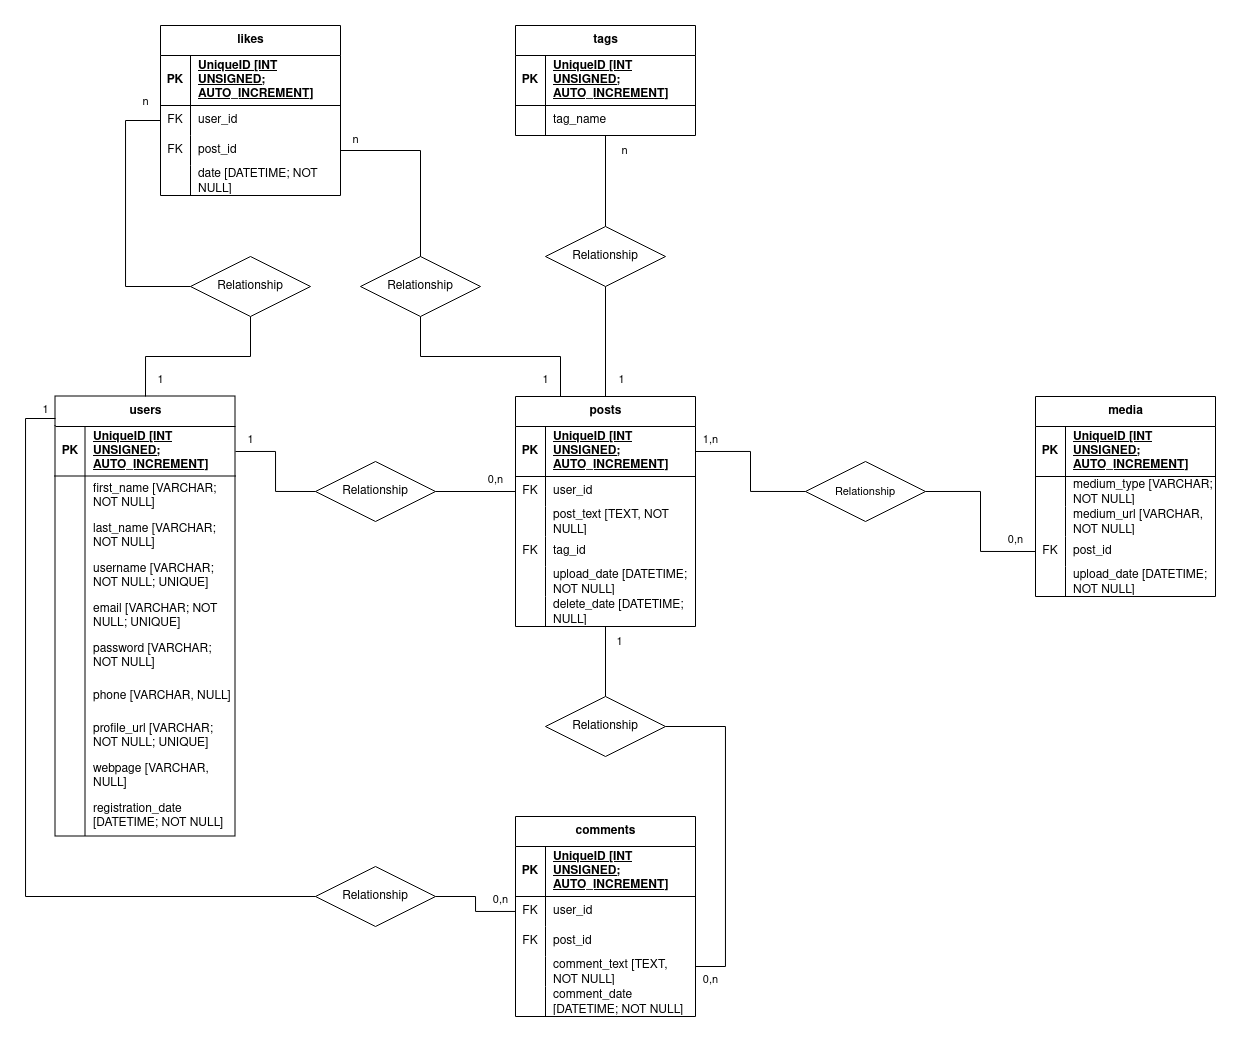 likes
PK
UniqueID [INT
UNSIGNED;
AUTO_INCREMENT]
FK
user_id
FK
post_id
date [DATETIME; NOT
NULL]
tags
PK
UniqueID [INT
UNSIGNED;
AUTO_INCREMENT]
tag_name
n
n
n
Relationship
Relationship
Relationship
1
1
1
1
users
PK
UniqueID [INT
UNSIGNED;
AUTO_INCREMENT]
first_name [VARCHAR;
NOT NULL]
last_name [VARCHAR;
NOT NULL]
username [VARCHAR;
NOT NULL; UNIQUE]
email [VARCHAR; NOT
NULL; UNIQUE]
password [VARCHAR;
NOT NULL]
phone [VARCHAR, NULL]
profile_url [VARCHAR;
NOT NULL; UNIQUE]
webpage [VARCHAR,
NULL]
registration_date
[DATETIME; NOT NULL]
1
Relationship
0,n
posts
PK
UniqueID [INT
UNSIGNED;
AUTO_INCREMENT]
FK
user_id
post_text [TEXT, NOT
NULL]
FK
tag_id
upload_date [DATETIME;
NOT NULL]
delete_date [DATETIME;
NULL]
1,n
Relationship
0,n
media
PK
UniqueID [INT
UNSIGNED;
AUTO_INCREMENT]
medium_type [VARCHAR;
NOT NULL]
medium_url [VARCHAR,
NOT NULL]
FK
post_id
upload_date [DATETIME;
NOT NULL]
1
Relationship
Relationship
0,n
comments
PK
UniqueID [INT
UNSIGNED;
AUTO_INCREMENT]
FK
user_id
FK
post_id
comment_text [TEXT,
NOT NULL]
comment_date
[DATETIME; NOT NULL]
0,n